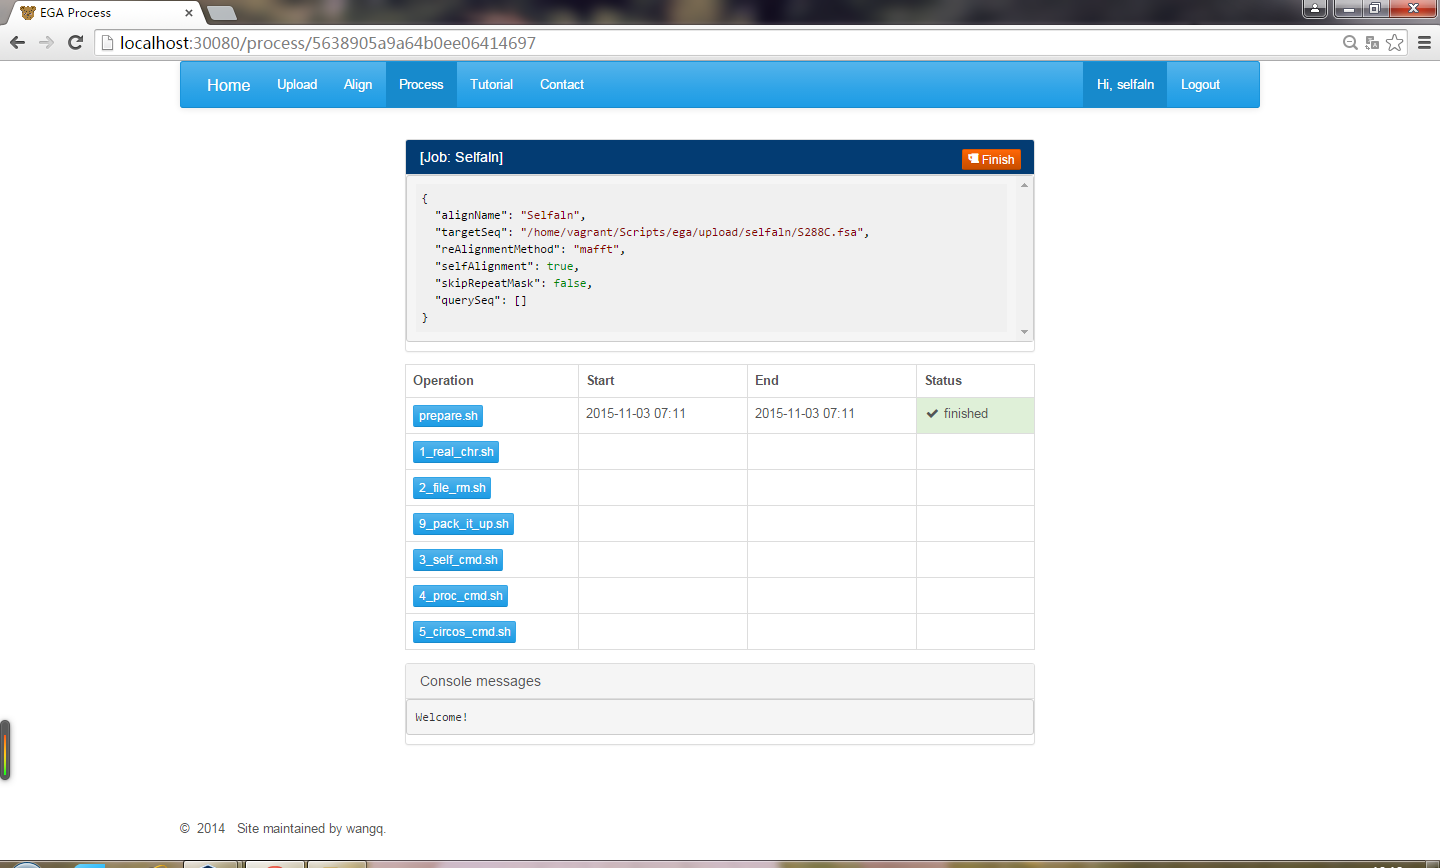 EGA Process
localhost:30080/process/5638905a9a64b0ee06414697
Home Upload Align Process Tutorial Contact Hi, selfaln Logout
[Job: Selfaln] Finish
{
"alignName": "Selfaln",
"targetSeq": "/home/vagrant/Scripts/ega/upload/selfaln/S288C.fsa",
"reAlignmentMethod": "mafft",
"selfAlignment": true,
"skipRepeatMask": false,
"querySeq": []
}
Operation Start End Status
prepare.sh 2015-11-03 07:11 2015-11-03 07:11 finished
1_real_chr.sh
2_file_rm.sh
9_pack_it_up.sh
3_self_cmd.sh
4_proc_cmd.sh
5_circos_cmd.sh
Console messages
Welcome!
© 2014 Site maintained by wangq.